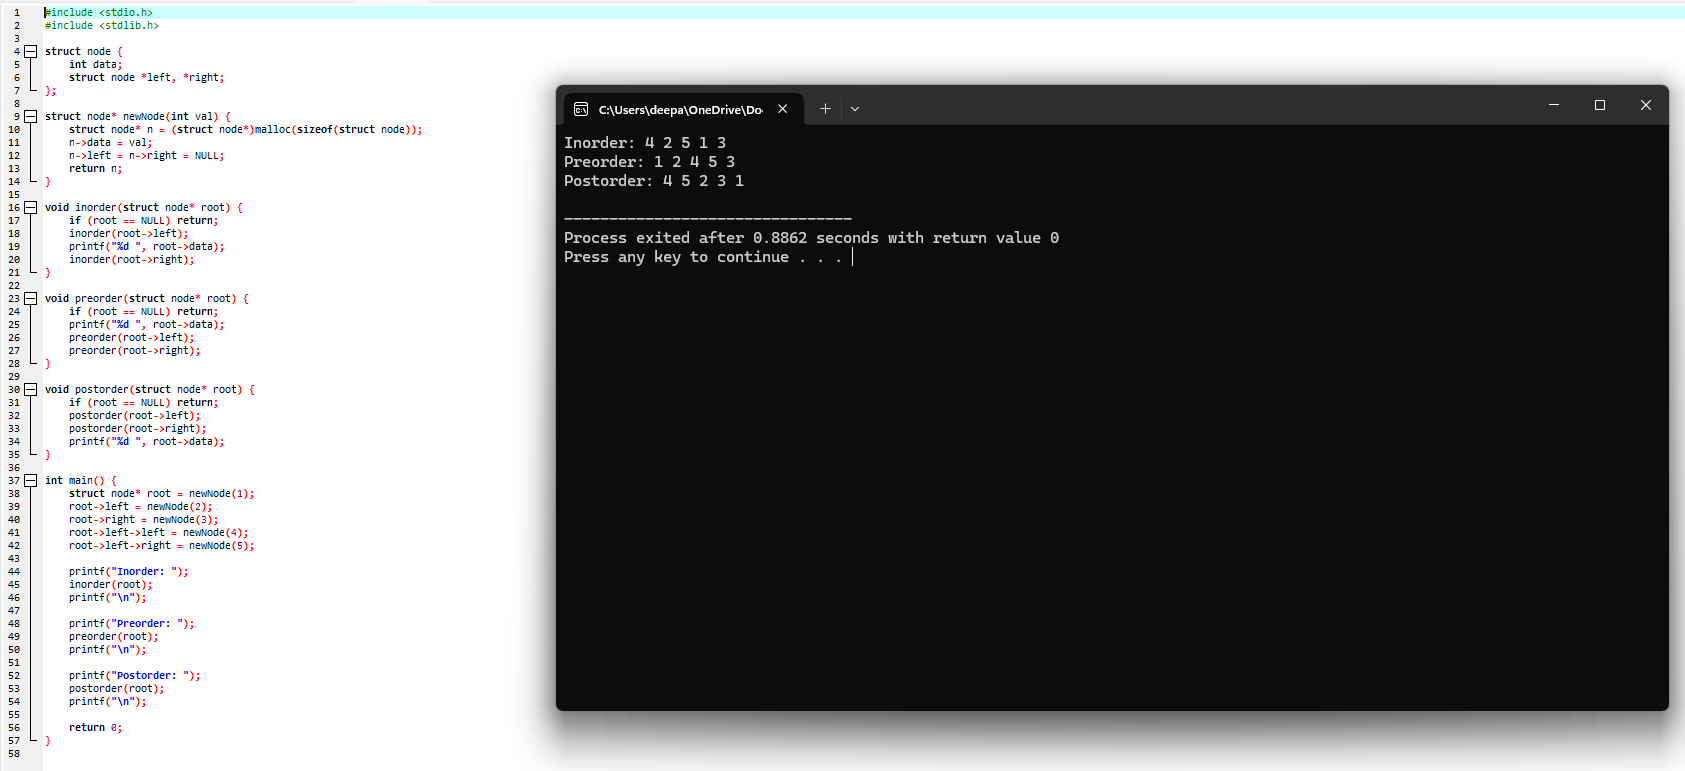 1 #include <stdio.h>
2 #include <stdlib.h>
3
4 struct node {
5     int data;
6     struct node *left, *right;
7 };
8
9 struct node* newNode(int val) {
10     struct node* n = (struct node*)malloc(sizeof(struct node));
11     n->data = val;
12     n->left = n->right = NULL;
13     return n;
14 }
15
16 void inorder(struct node* root) {
17     if (root == NULL) return;
18     inorder(root->left);
19     printf("%d ", root->data);
20     inorder(root->right);
21 }
22
23 void preorder(struct node* root) {
24     if (root == NULL) return;
25     printf("%d ", root->data);
26     preorder(root->left);
27     preorder(root->right);
28 }
29
30 void postorder(struct node* root) {
31     if (root == NULL) return;
32     postorder(root->left);
33     postorder(root->right);
34     printf("%d ", root->data);
35 }
36
37 int main() {
38     struct node* root = newNode(1);
39     root->left = newNode(2);
40     root->right = newNode(3);
41     root->left->left = newNode(4);
42     root->left->right = newNode(5);
43
44     printf("Inorder: ");
45     inorder(root);
46     printf("\n");
47
48     printf("Preorder: ");
49     preorder(root);
50     printf("\n");
51
52     printf("Postorder: ");
53     postorder(root);
54     printf("\n");
55
56     return 0;
57 }
58
C:\Users\deepa\OneDrive\Do
Inorder: 4 2 5 1 3
Preorder: 1 2 4 5 3
Postorder: 4 5 2 3 1
--------------------------------
Process exited after 0.8862 seconds with return value 0
Press any key to continue . . .